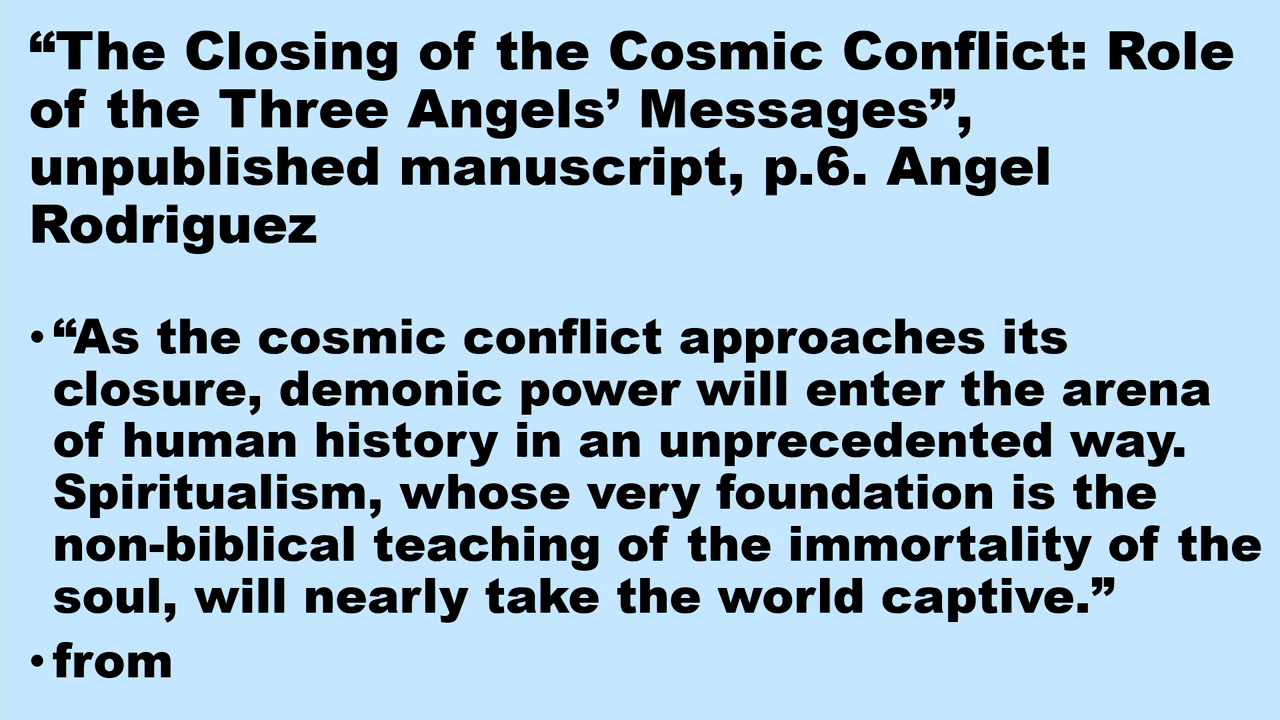 “The Closing of the Cosmic Conflict: Role
of the Three Angels’ Messages”,
unpublished manuscript, p.6. Angel
Rodriguez
•“As the cosmic conflict approaches its
closure, demonic power will enter the arena
of human history in an unprecedented way.
Spiritualism, whose very foundation is the
non-biblical teaching of the immortality of the
soul, will nearly take the world captive.”
•from